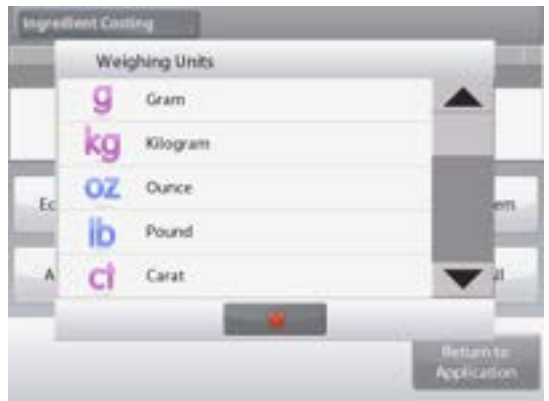 Ingredient Costing
Weighing Units
g Gram
kg Kilogram
oz Ounce
lb Pound
ct Carat
Return to
Application